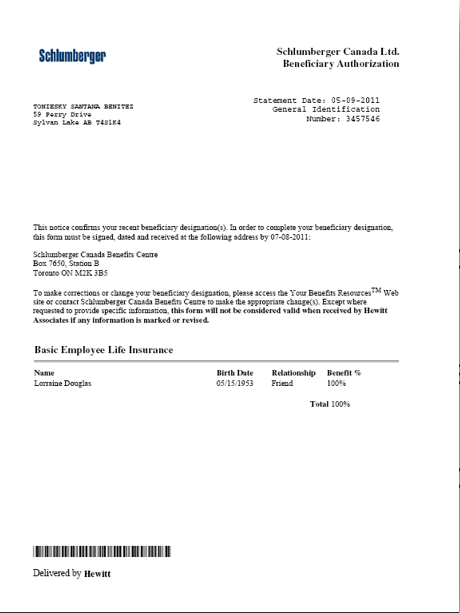 Schlumberger
Schlumberger Canada Ltd.
Beneficiary Authorization
Statement Date: 05-09-2011
General Identification
Number: 3457546
TONIESKY SANTANA BENITEZ
59 Perry Drive
Sylvan Lake AB T4S1K4
This notice confirms your recent beneficiary designation(s). In order to complete your beneficiary designation,
this form must be signed, dated and received at the following address by 07-08-2011:
Schlumberger Canada Benefits Centre
Box 7650, Station B
Toronto ON M2K 3B5
To make corrections or change your beneficiary designation, please access the Your Benefits Resources™ Web
site or contact Schlumberger Canada Benefits Centre to make the appropriate change(s). Except where
requested to provide specific information, this form will not be considered valid when received by Hewitt
Associates if any information is marked or revised.
Basic Employee Life Insurance
Name Birth Date Relationship Benefit %
Lorraine Douglas 05/15/1953 Friend 100%
Total 100%
Delivered by Hewitt